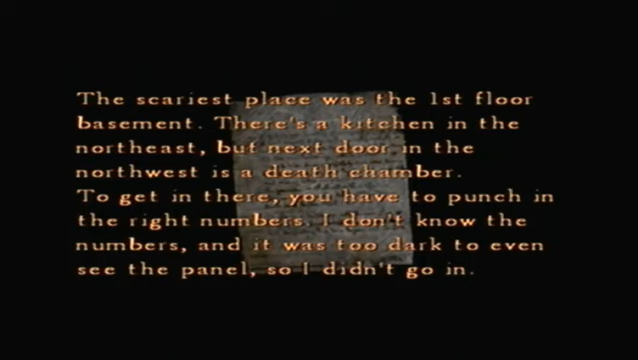 The scariest place was the 1st floor
basement. There's a kitchen in the
northeast, but next door in the
northwest is a death chamber.
To get in there, you have to punch in
the right numbers. I don't know the
numbers, and it was too dark to even
see the panel, so I didn't go in.